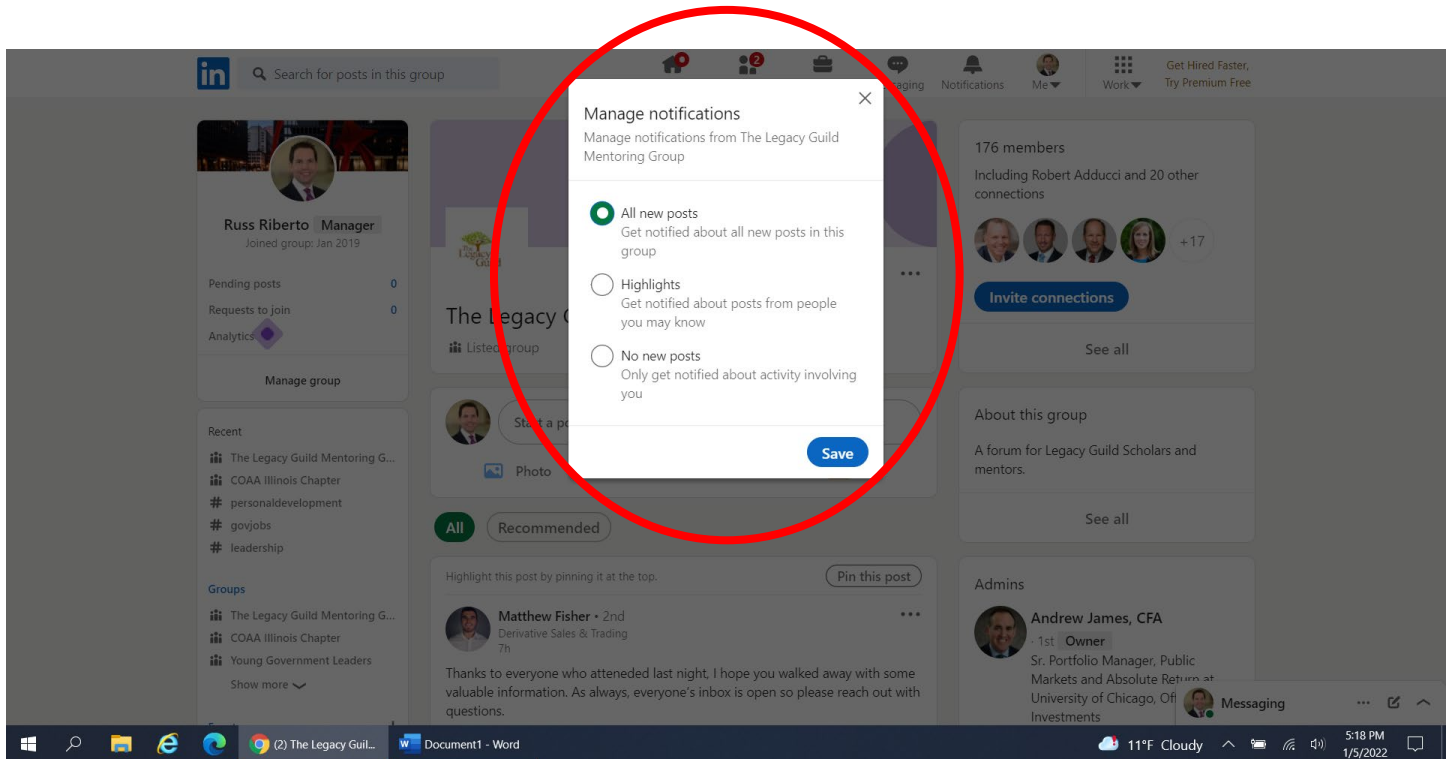 in
Search for posts in this group
2
aging
Notifications
Me
Work
Get Hired Faster,
Try Premium Free
Russ Riberto Manager
Joined group: Jan 2019
Pending posts 0
Requests to join 0
Analytics
Manage group
Recent
The Legacy Guild Mentoring G...
COAA Illinois Chapter
# personaldevelopment
# govjobs
# leadership
Groups
The Legacy Guild Mentoring G...
COAA Illinois Chapter
Young Government Leaders
Show more
The Legacy
Listed group
Start a po
Photo
All
Recommended
Highlight this post by pinning it at the top.
Pin this post
Matthew Fisher • 2nd
Derivative Sales & Trading
7h
Thanks to everyone who atteneded last night, I hope you walked away with some
valuable information. As always, everyone's inbox is open so please reach out with
questions.
Manage notifications
Manage notifications from The Legacy Guild
Mentoring Group
All new posts
Get notified about all new posts in this
group
Highlights
Get notified about posts from people
you may know
No new posts
Only get notified about activity involving
you
Save
176 members
Including Robert Adducci and 20 other
connections
+17
Invite connections
See all
About this group
A forum for Legacy Guild Scholars and
mentors.
See all
Admins
Andrew James, CFA
· 1st Owner
Sr. Portfolio Manager, Public
Markets and Absolute Return at
University of Chicago, Of
Investments
Messaging
(2) The Legacy Guil...
Document1 - Word
11°F Cloudy
5:18 PM
1/5/2022